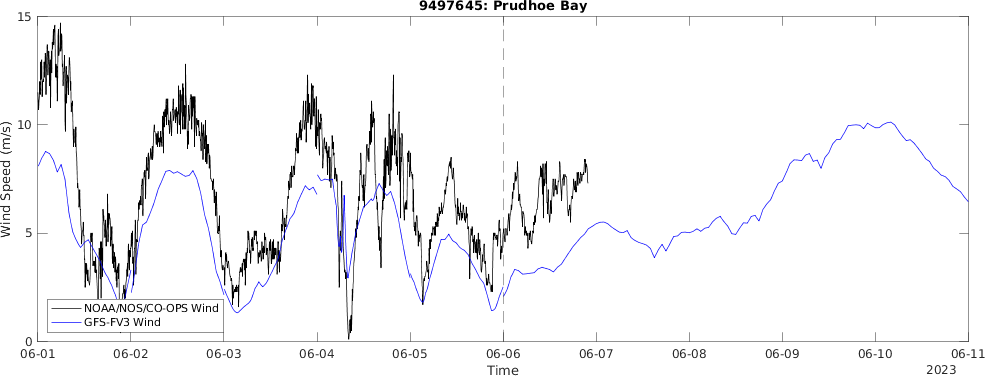 9497645: Prudhoe Bay
Wind Speed (m/s)
15
10
5
0
NOAA/NOS/CO-OPS Wind
GFS-FV3 Wind
06-01 06-02 06-03 06-04 06-05 06-06 06-07 06-08 06-09 06-10 06-11
Time
2023